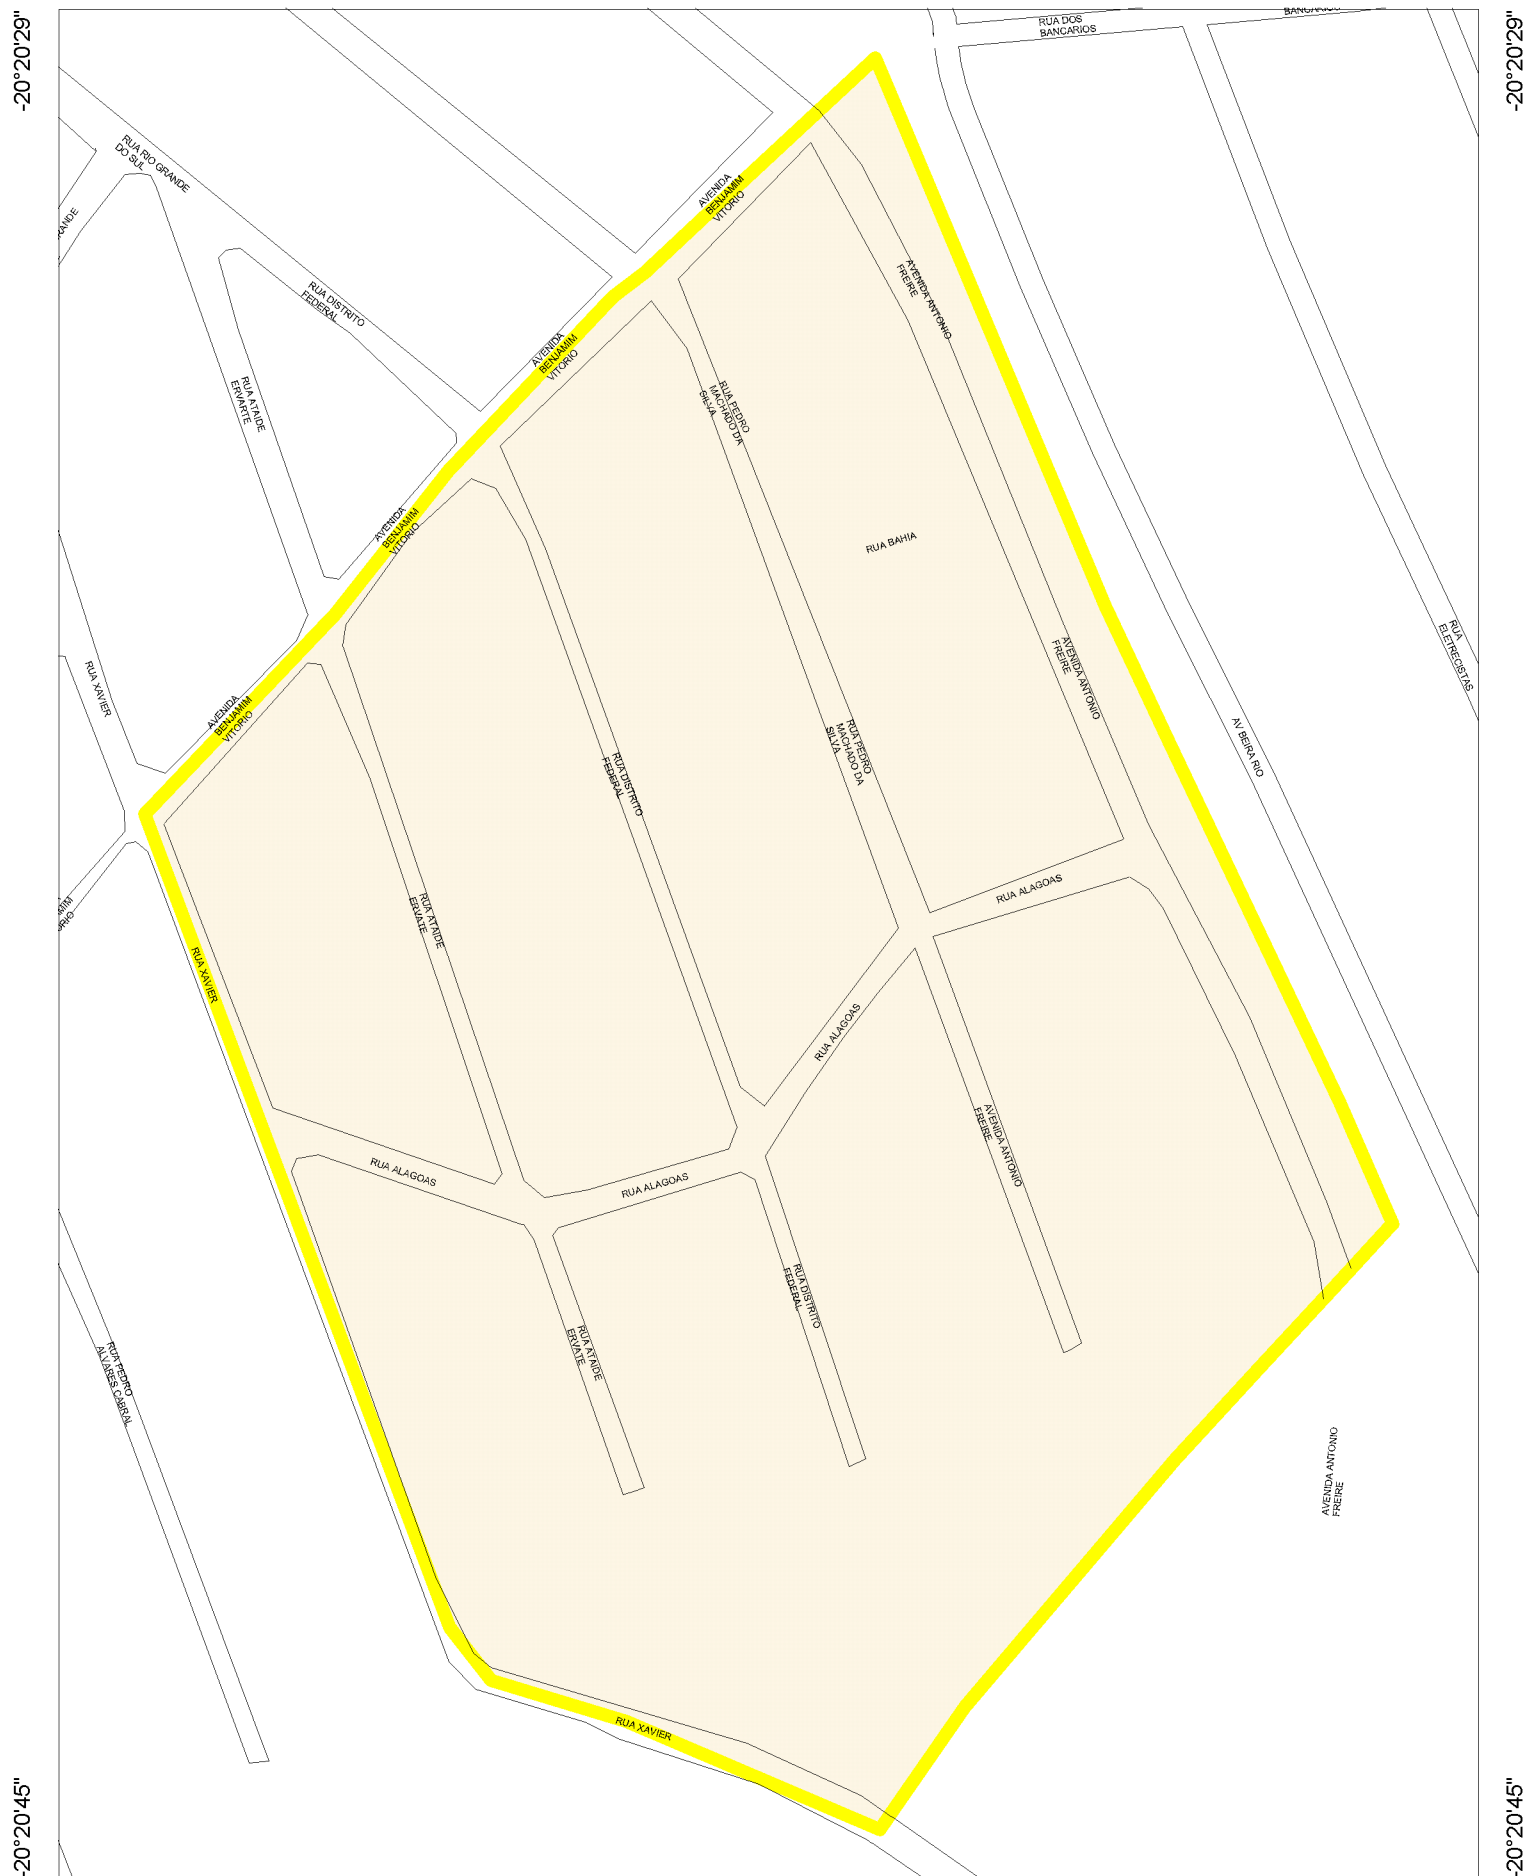 -20°20'29"
-20°20'29"
RUA DOS
BANCARIOS
RUA RIO GRANDE
DO SUL
AVENIDA
BENJAMIM
VITORIO
RUA DISTRITO
FEDERAL
AVENIDA ANTONIO
FREIRE
AVENIDA
BENJAMIM
VITORIO
RUA ATAIDE
ERVARTE
RUA PEDRO
MACHADO DA
SILVA
AVENIDA
BENJAMIM
VITORIO
RUA BAHIA
RUA XAVIER
AVENIDA
BENJAMIM
VITORIO
AVENIDA ANTONIO
FREIRE
RUA
ELETRECISTAS
RUA DISTRITO
FEDERAL
RUA PEDRO
MACHADO DA
SILVA
AV BEIRA RIO
RUA ATAIDE
ERVATE
RUA ALAGOAS
RUA XAVIER
RUA ALAGOAS
RUA ALAGOAS
RUA ALAGOAS
AVENIDA ANTONIO
FREIRE
RUA DISTRITO
FEDERAL
RUA ATAIDE
ERVATE
RUA PEDRO
ALVARES CABRAL
AVENIDA ANTONIO
FREIRE
RUA XAVIER
-20°20'45"
-20°20'45"